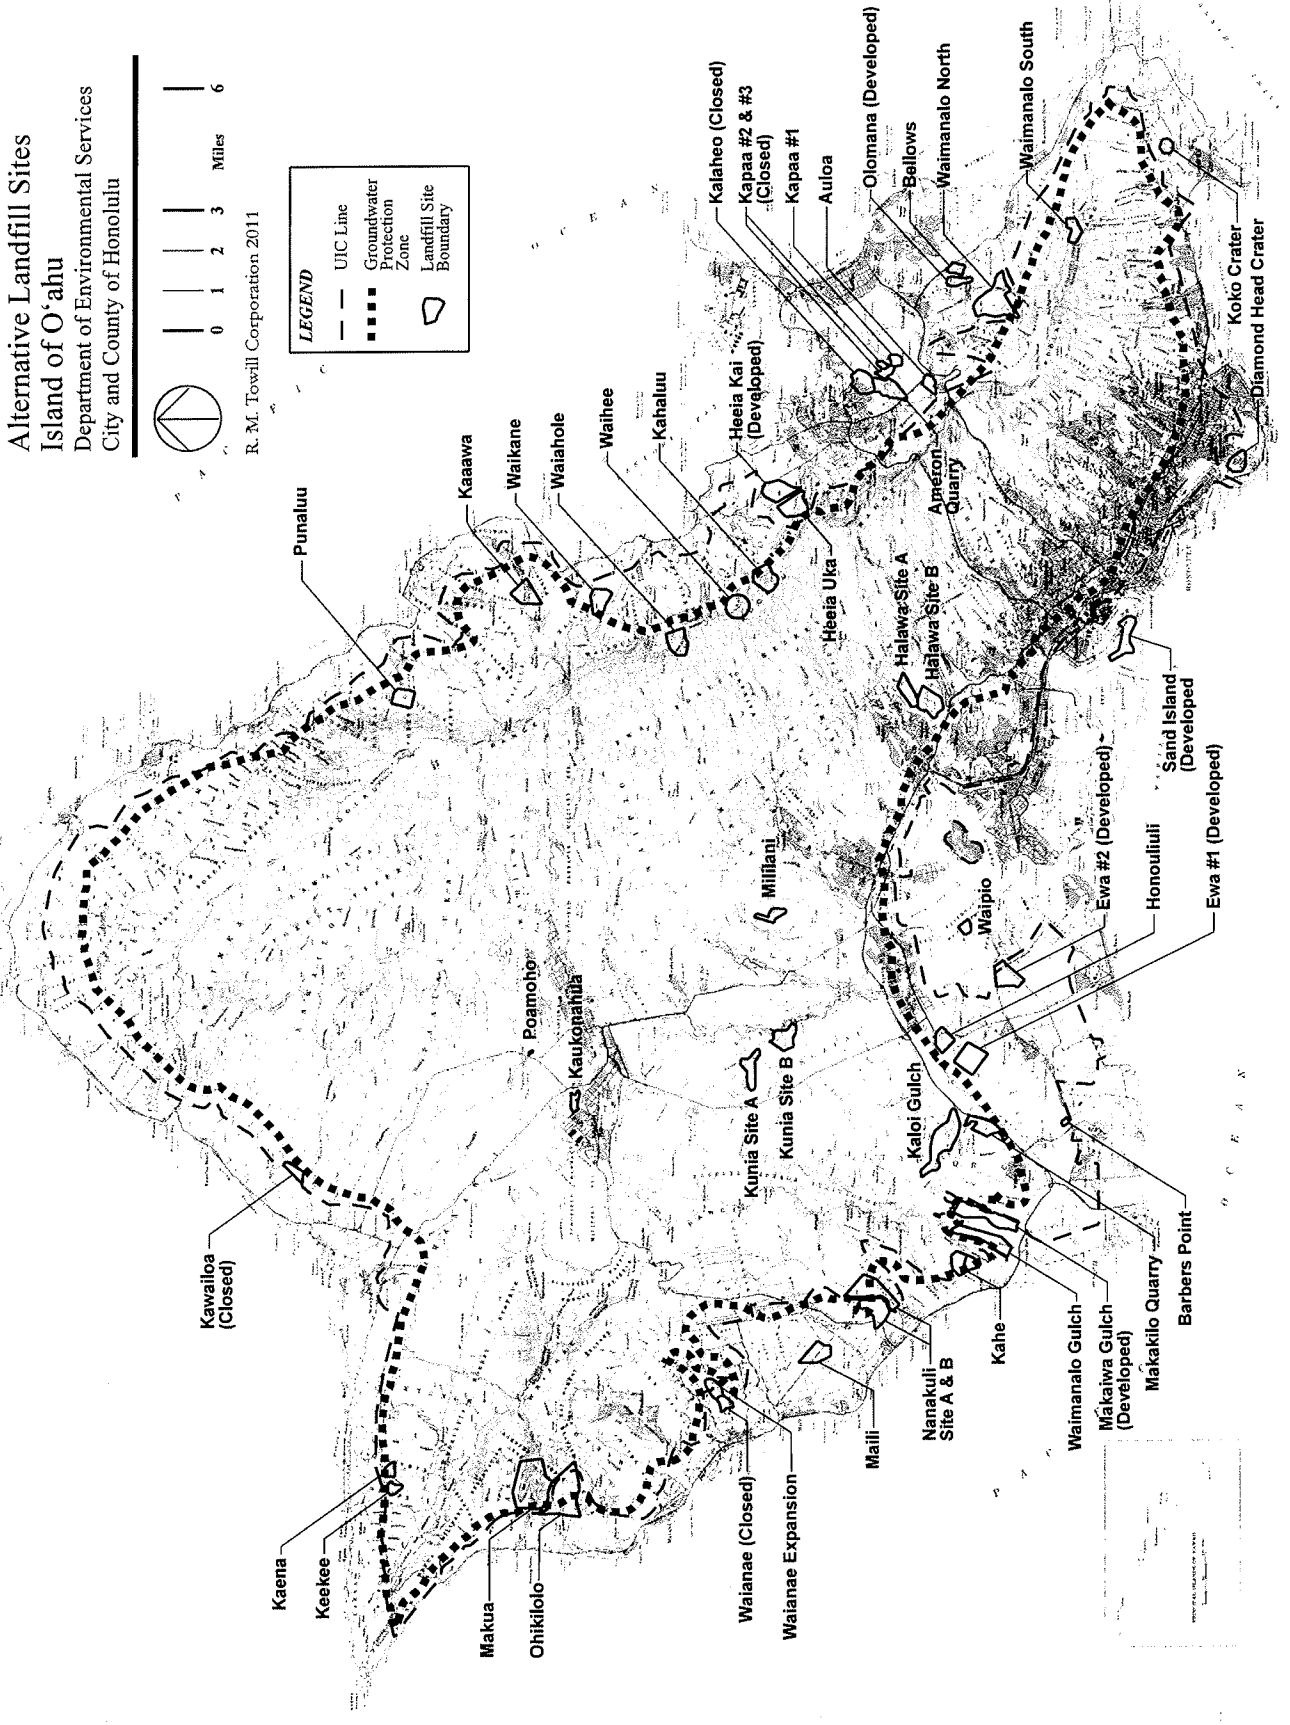 Alternative Landfill Sites
Island of Oʻahu
Department of Environmental Services
City and County of Honolulu
0 1 2 3 Miles 6
R. M. Towill Corporation 2011
LEGEND
UIC Line
Groundwater
Protection
Zone
Landfill Site
Boundary
Kaena
Keekee
Makua
Ohikilolo
Kawailoa
(Closed)
Punaluu
Kaaawa
Waikane
Waiahole
Waihee
Kahaluu
Heeia Kai
(Developed)
Heeia Uka
Kalaheo (Closed)
Kapaa #2 & #3
(Closed)
Kapaa #1
Auloa
Olomana (Developed)
Bellows
Waimanalo North
Waimanalo South
Ameron
Quarry
Koko Crater
Diamond Head Crater
Halawa Site A
Halawa Site B
Sand Island
(Developed)
Poamoho
Kaukonahua
Mililani
Kunia Site A
Kunia Site B
Waipio
Ewa #2 (Developed)
Honouliuli
Ewa #1 (Developed)
Kaloi Gulch
Waianae (Closed)
Waianae Expansion
Maili
Nanakuli
Site A & B
Kahe
Waimanalo Gulch
Makaiwa Gulch
(Developed)
Makakilo Quarry
Barbers Point
PACIFIC
OCEAN
PA
OCEAN